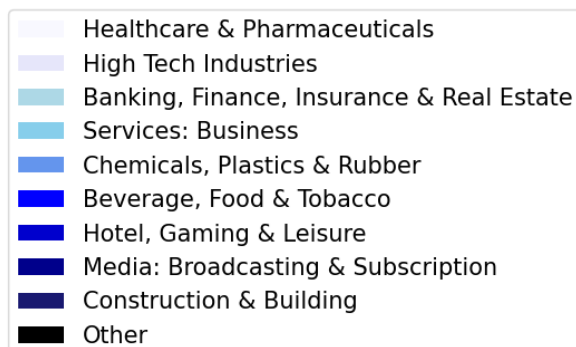 Healthcare & Pharmaceuticals
High Tech Industries
Banking, Finance, Insurance & Real Estate
Services: Business
Chemicals, Plastics & Rubber
Beverage, Food & Tobacco
Hotel, Gaming & Leisure
Media: Broadcasting & Subscription
Construction & Building
Other